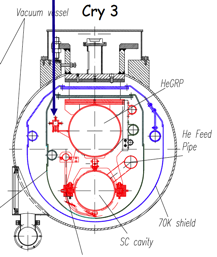 Vacuum vessel
Cry 3
HeGRP
He Feed
Pipe
70K shield
SC cavity